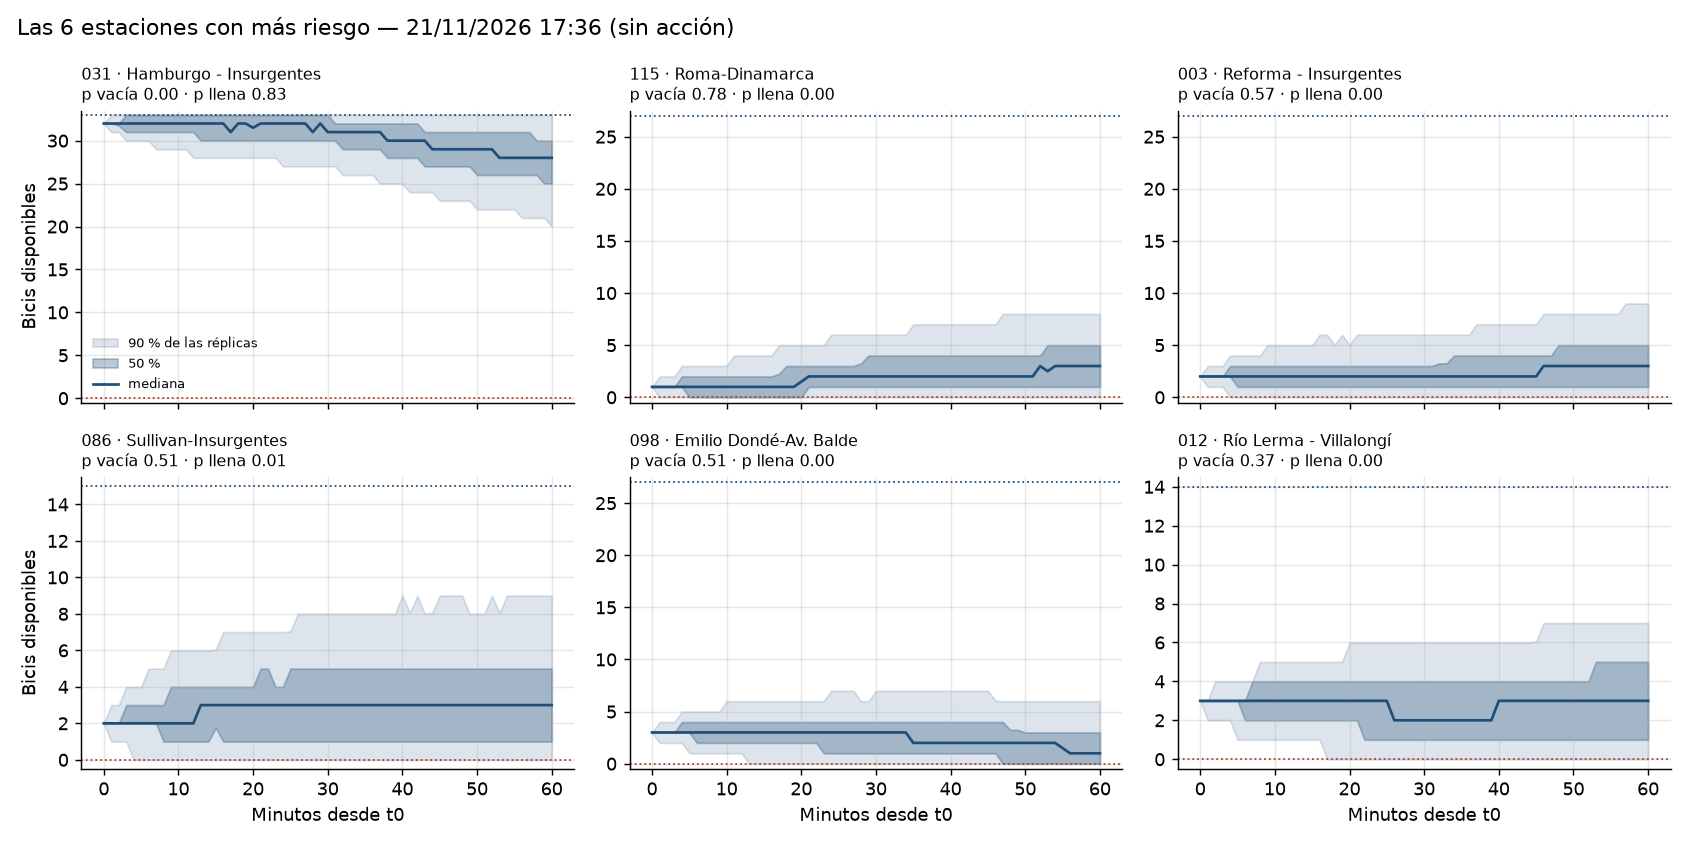 Las 6 estaciones con más riesgo — 21/11/2026 17:36 (sin acción)
031 · Hamburgo - Insurgentes
p vacía 0.00 · p llena 0.83
Bicis disponibles
30
25
20
15
10
5
0
90 % de las réplicas
50 %
mediana
115 · Roma-Dinamarca
p vacía 0.78 · p llena 0.00
25
20
15
10
5
0
003 · Reforma - Insurgentes
p vacía 0.57 · p llena 0.00
25
20
15
10
5
0
086 · Sullivan-Insurgentes
p vacía 0.51 · p llena 0.01
Bicis disponibles
14
12
10
8
6
4
2
0
0 10 20 30 40 50 60
Minutos desde t0
098 · Emilio Dondé-Av. Balde
p vacía 0.51 · p llena 0.00
25
20
15
10
5
0
0 10 20 30 40 50 60
Minutos desde t0
012 · Río Lerma - Villalongí
p vacía 0.37 · p llena 0.00
14
12
10
8
6
4
2
0
0 10 20 30 40 50 60
Minutos desde t0